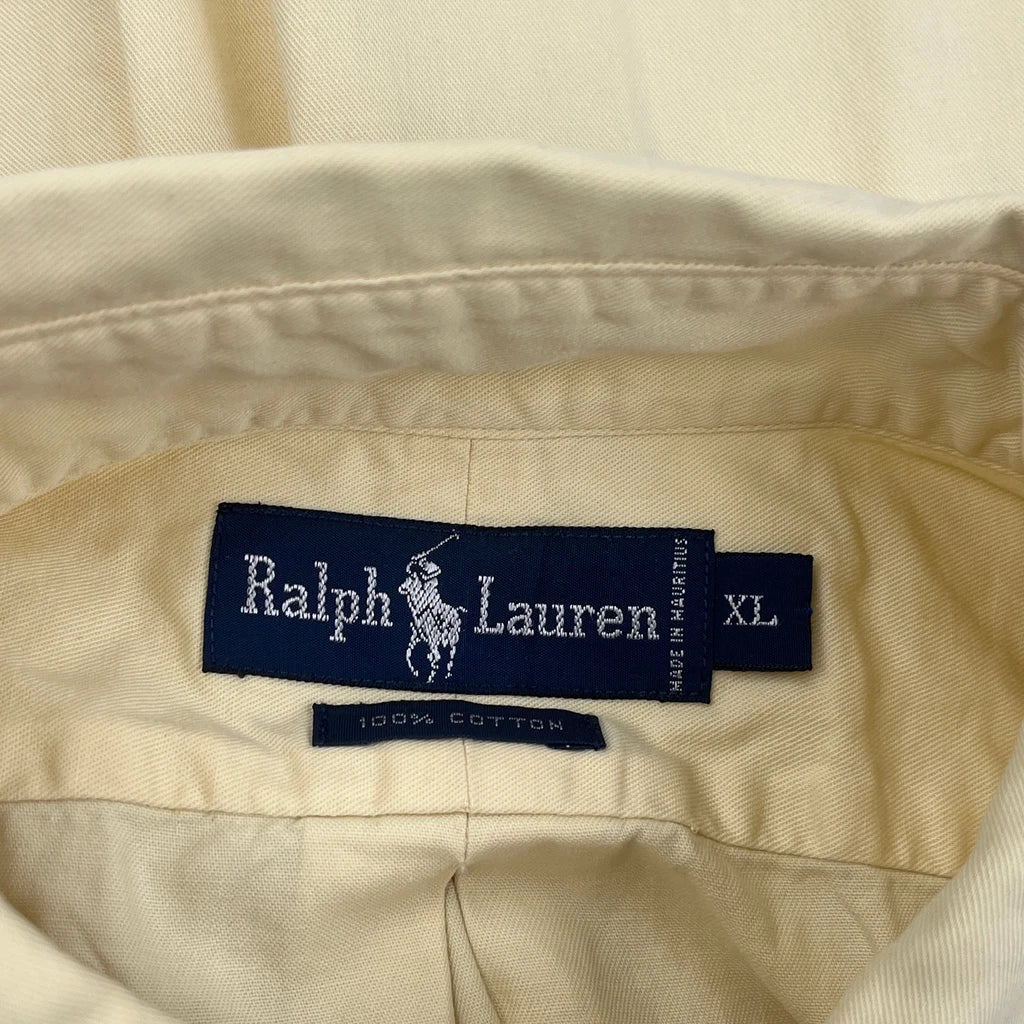 Ralph Lauren
MADE IN MAURITIUS
XL
100% COTTON